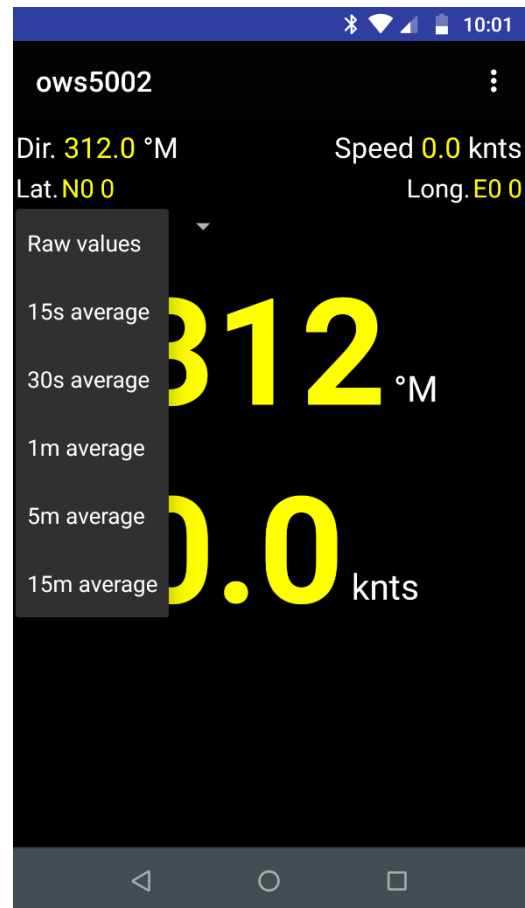 10:01
ows5002
Dir. 312.0 °M Speed 0.0 knts
Lat. N0 0 Long. E0 0
Raw values
15s average
312 °M
30s average
1m average
5m average
0.0 knts
15m average